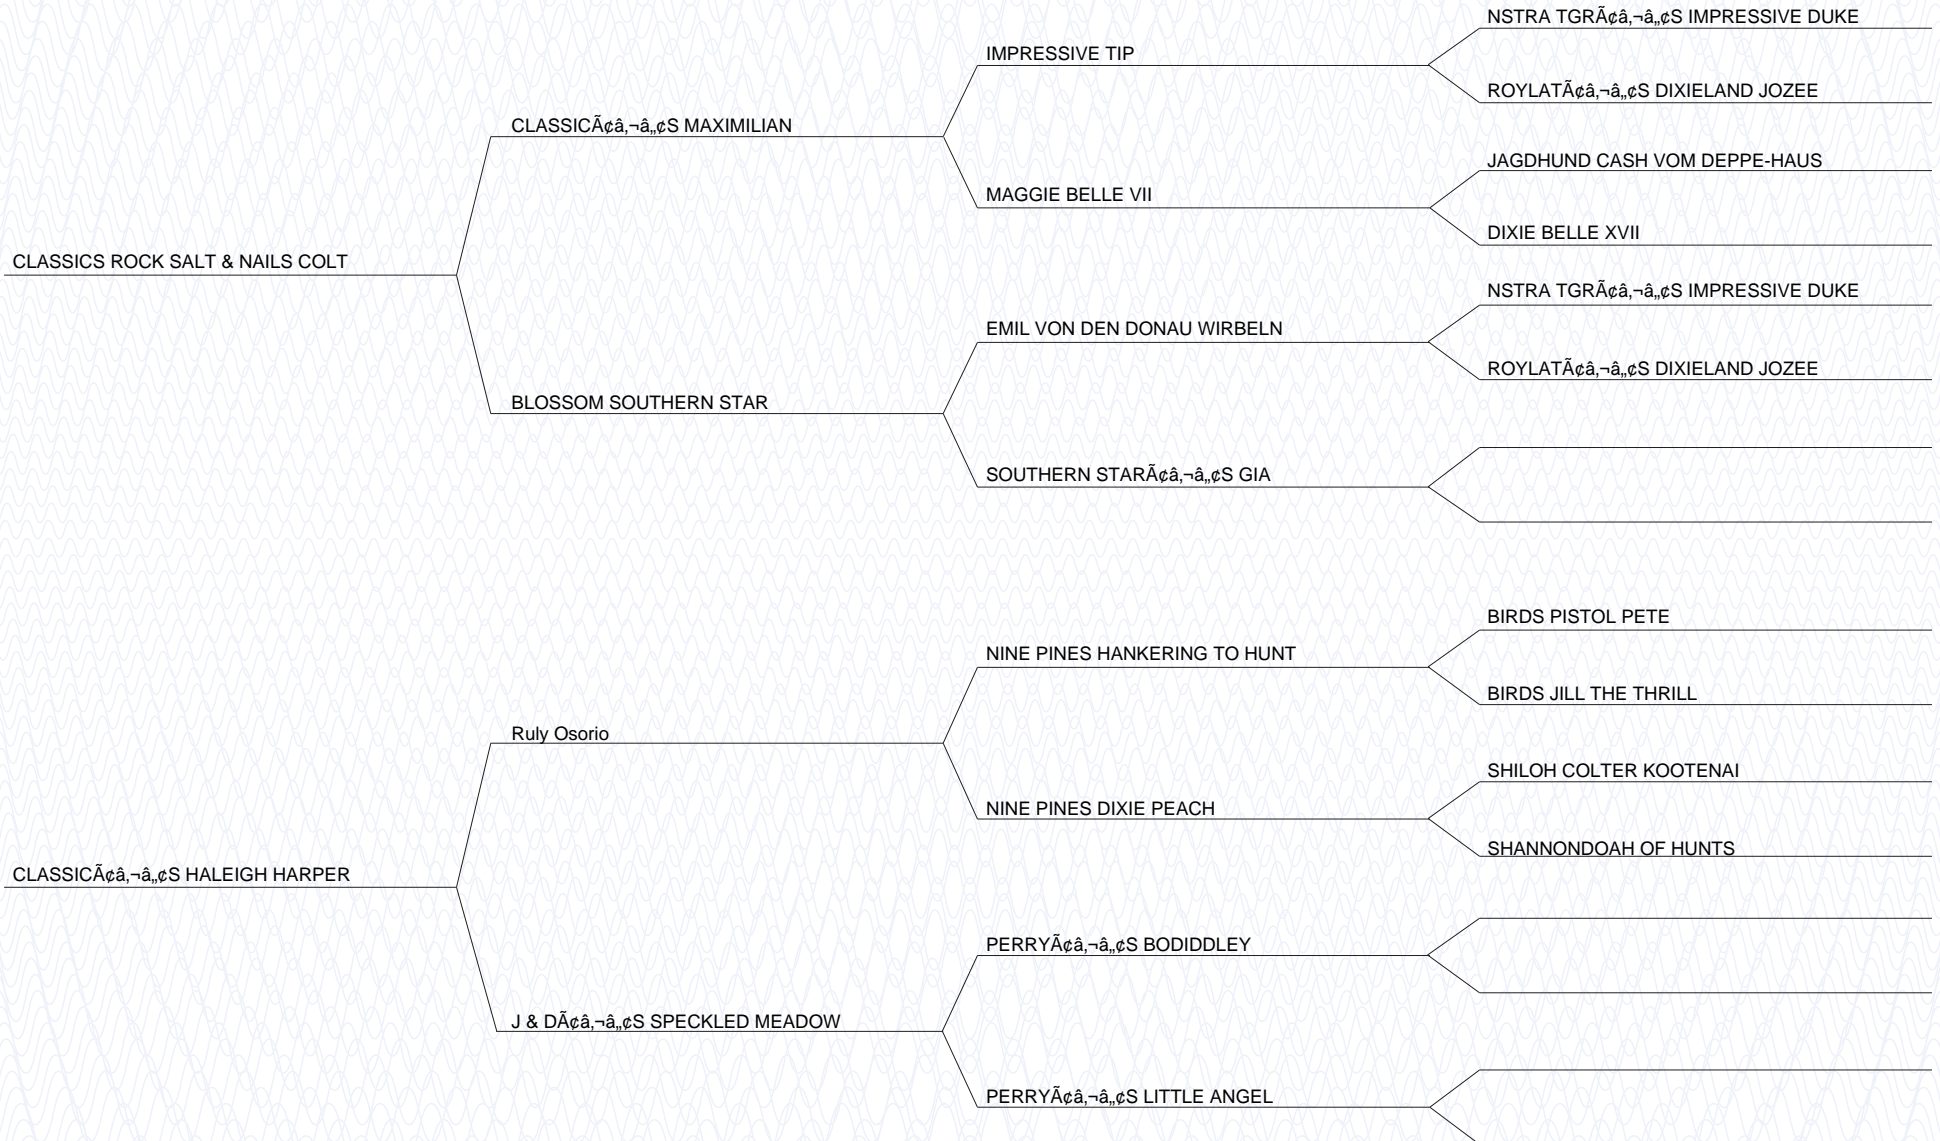 NSTRA TGRÃ¢â‚¬â„¢S IMPRESSIVE DUKE
IMPRESSIVE TIP
ROYLATÃ¢â‚¬â„¢S DIXIELAND JOZEE
CLASSICÃ¢â‚¬â„¢S MAXIMILIAN
JAGDHUND CASH VOM DEPPE-HAUS
MAGGIE BELLE VII
DIXIE BELLE XVII
CLASSICS ROCK SALT & NAILS COLT
NSTRA TGRÃ¢â‚¬â„¢S IMPRESSIVE DUKE
EMIL VON DEN DONAU WIRBELN
ROYLATÃ¢â‚¬â„¢S DIXIELAND JOZEE
BLOSSOM SOUTHERN STAR
SOUTHERN STARÃ¢â‚¬â„¢S GIA
BIRDS PISTOL PETE
NINE PINES HANKERING TO HUNT
BIRDS JILL THE THRILL
Ruly Osorio
SHILOH COLTER KOOTENAI
NINE PINES DIXIE PEACH
SHANNONDOAH OF HUNTS
CLASSICÃ¢â‚¬â„¢S HALEIGH HARPER
PERRYÃ¢â‚¬â„¢S BODIDDLEY
J & DÃ¢â‚¬â„¢S SPECKLED MEADOW
PERRYÃ¢â‚¬â„¢S LITTLE ANGEL